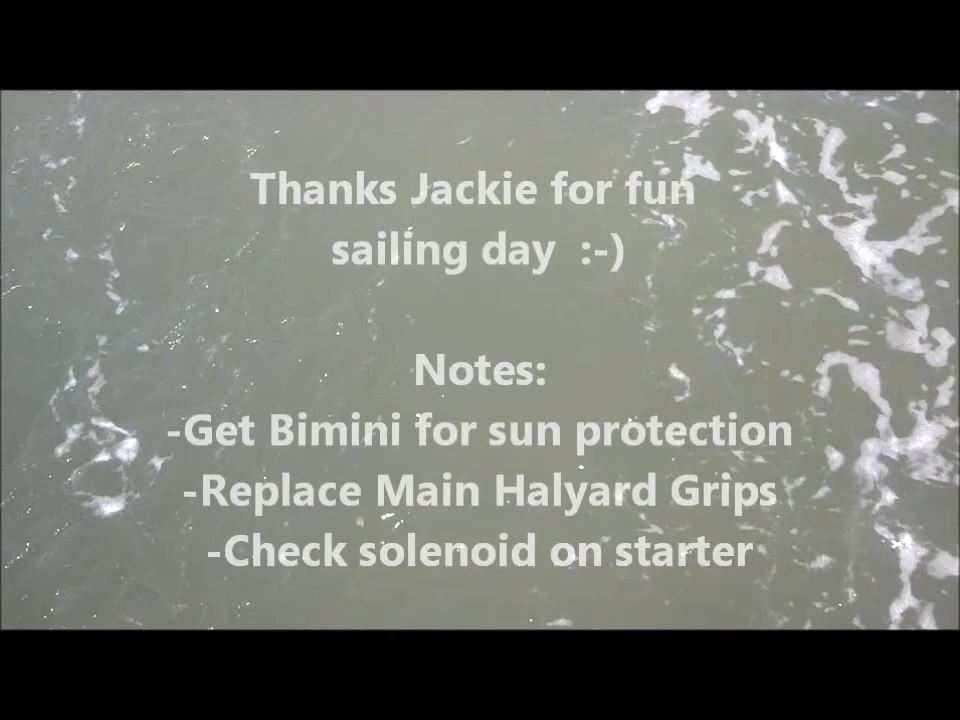 Thanks Jackie for fun
sailing day  :-)
Notes:
-Get Bimini for sun protection
-Replace Main Halyard Grips
-Check solenoid on starter